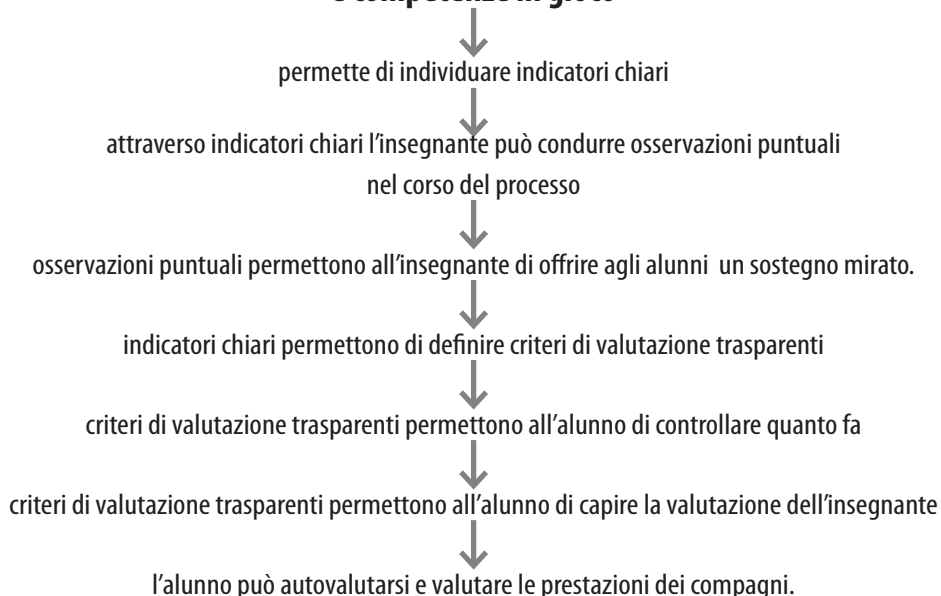 e competenze in gioco
permette di individuare indicatori chiari
attraverso indicatori chiari l'insegnante può condurre osservazioni puntuali
nel corso del processo
osservazioni puntuali permettono all'insegnante di offrire agli alunni un sostegno mirato.
indicatori chiari permettono di definire criteri di valutazione trasparenti
criteri di valutazione trasparenti permettono all'alunno di controllare quanto fa
criteri di valutazione trasparenti permettono all'alunno di capire la valutazione dell'insegnante
l'alunno può autovalutarsi e valutare le prestazioni dei compagni.